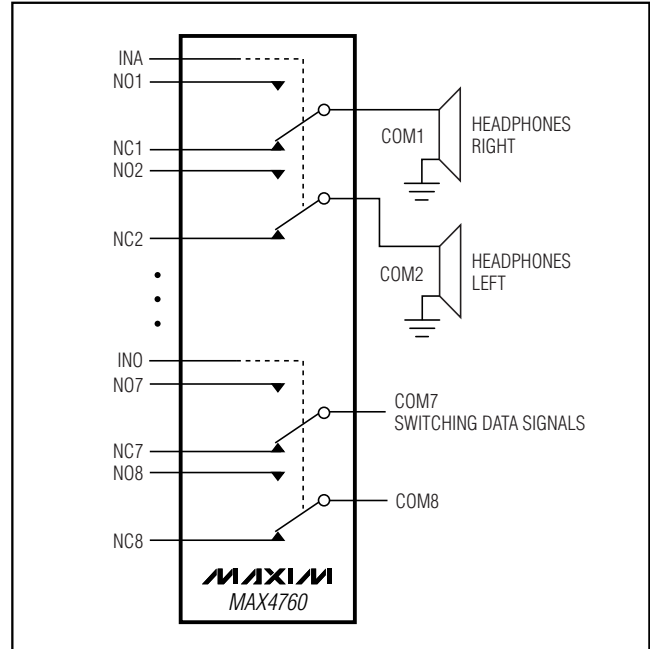 INA
NO1
NC1
NO2
NC2
COM1
HEADPHONES
RIGHT
COM2
HEADPHONES
LEFT
INO
NO7
NC7
NO8
NC8
COM7
SWITCHING DATA SIGNALS
COM8
MAXIM
MAX4760